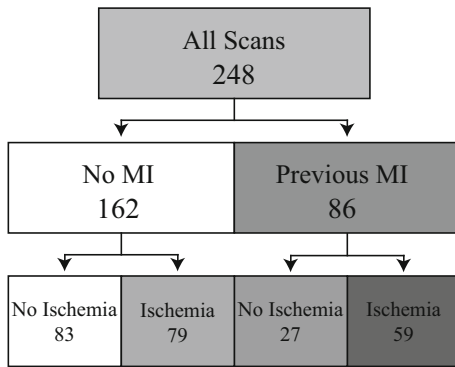 All Scans
248
No MI
162
Previous MI
86
No Ischemia
83
Ischemia
79
No Ischemia
27
Ischemia
59